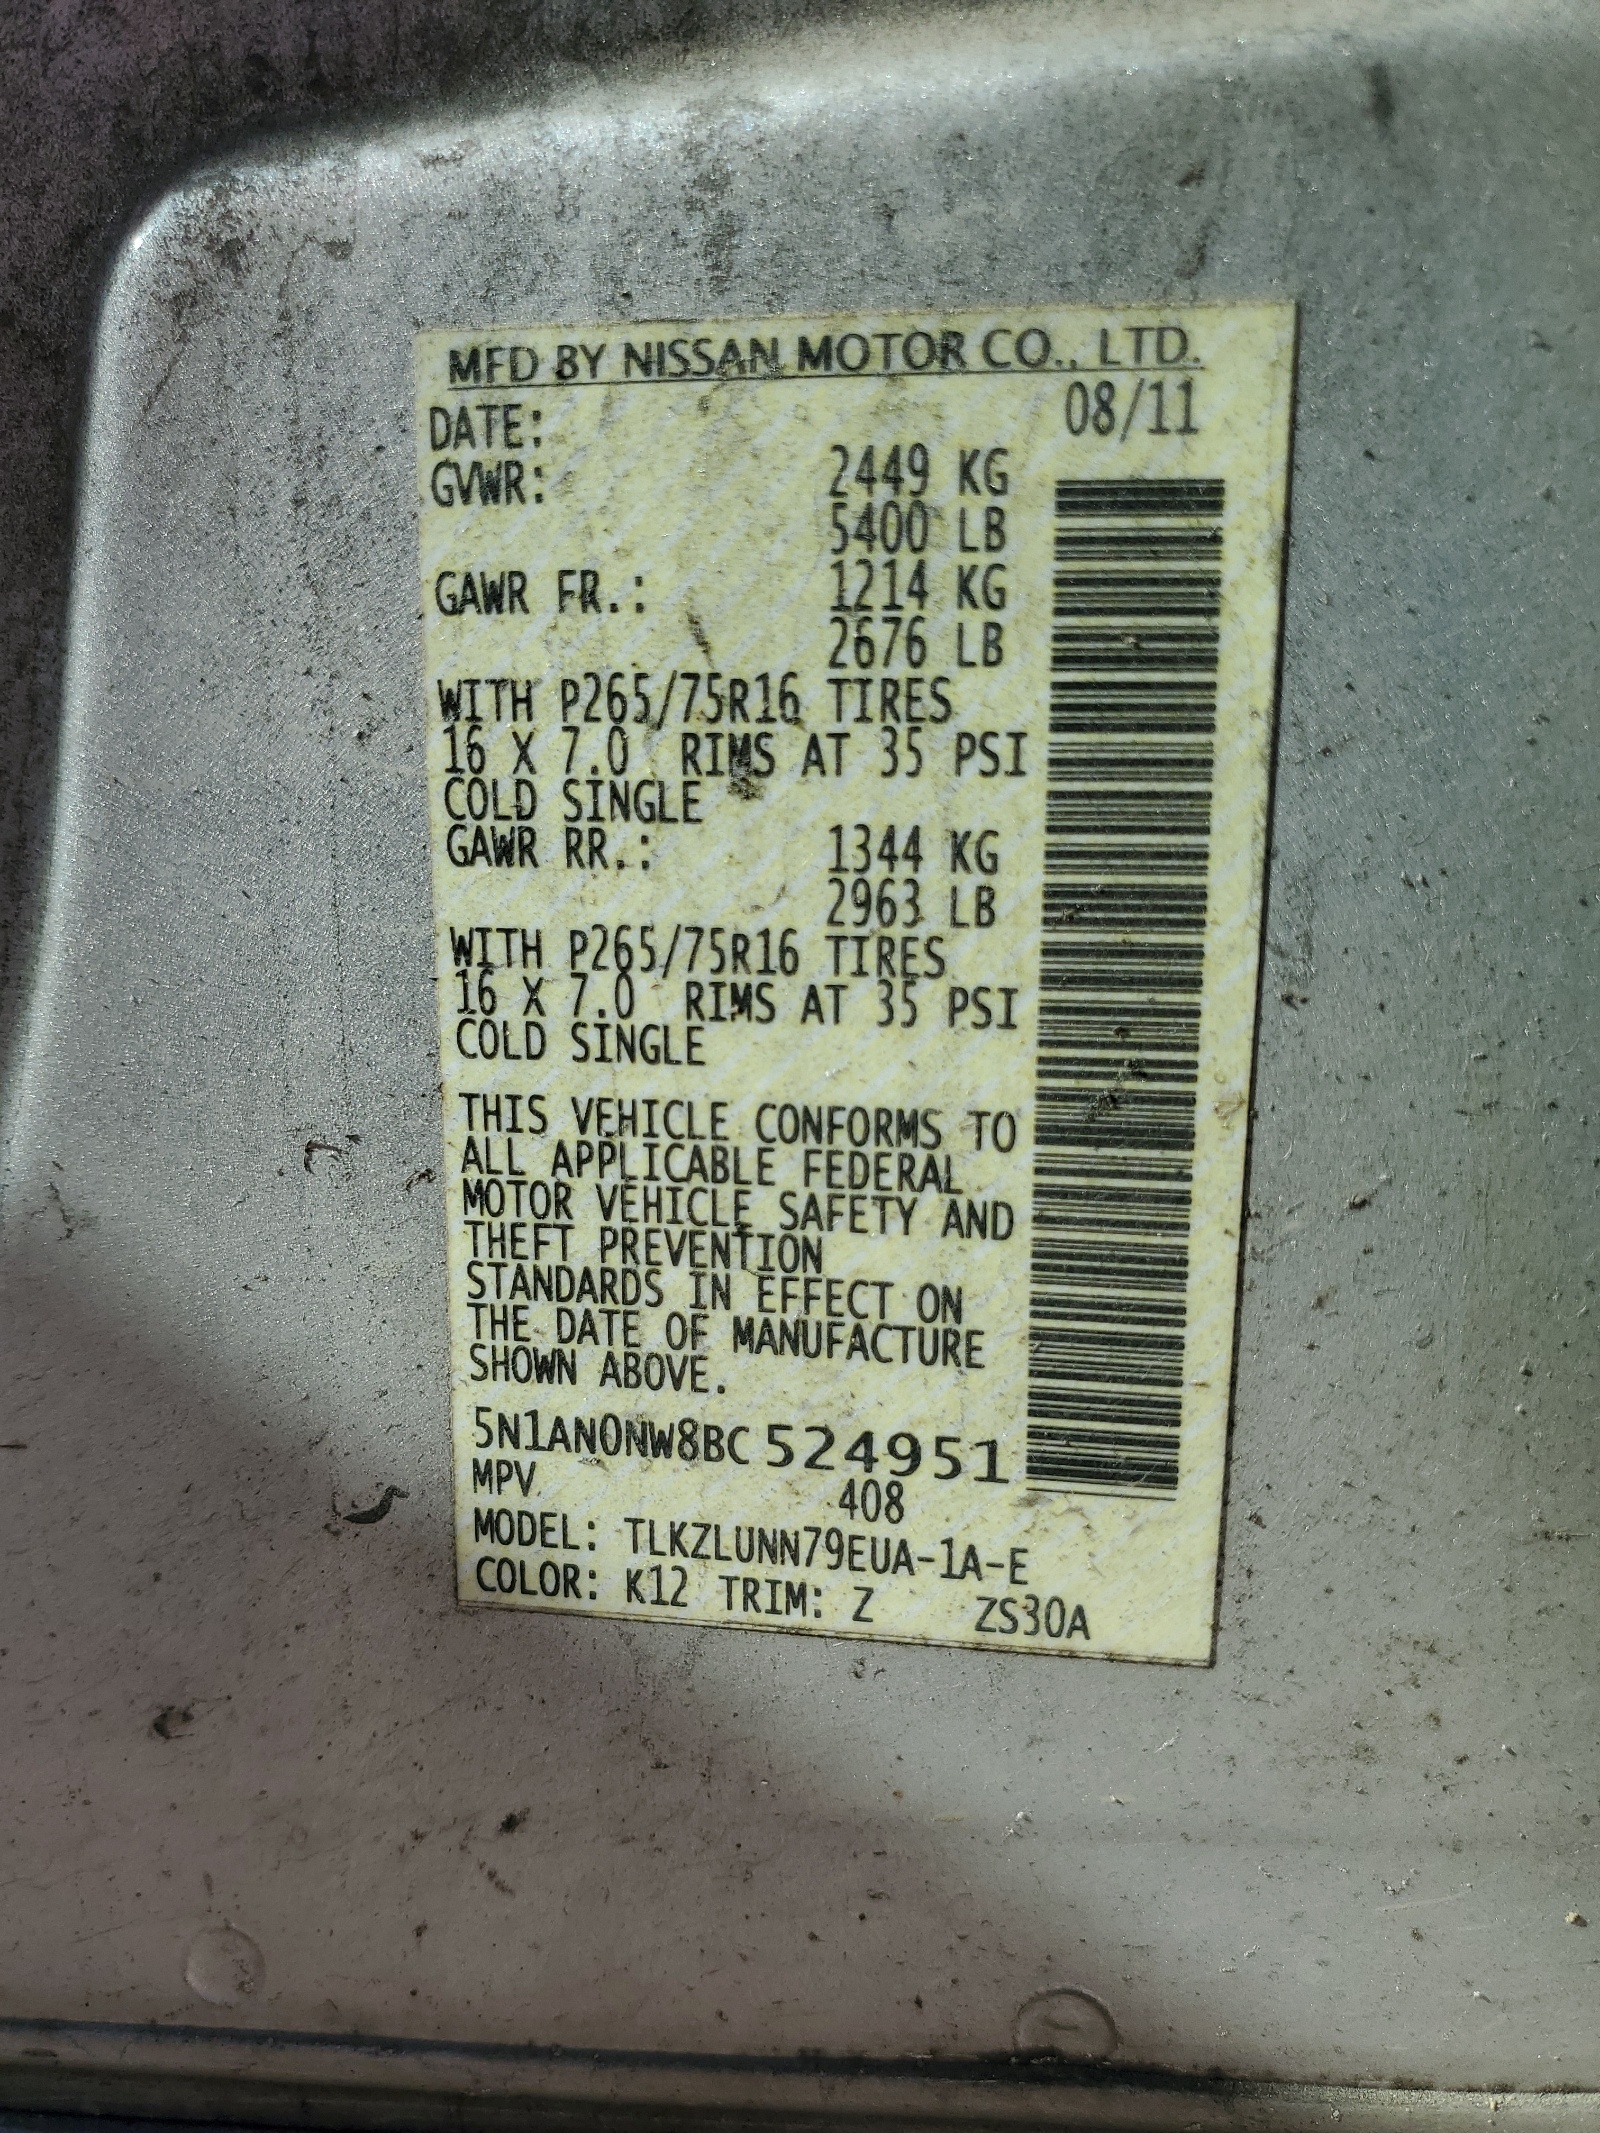 MFD BY NISSAN MOTOR CO., LTD.
DATE: 08/11
GVWR: 2449 KG
5400 LB
GAWR FR.: 1214 KG
2676 LB
WITH P265/75R16 TIRES
16 X 7.0 RIMS AT 35 PSI
COLD SINGLE
GAWR RR.: 1344 KG
2963 LB
WITH P265/75R16 TIRES
16 X 7.0 RIMS AT 35 PSI
COLD SINGLE
THIS VEHICLE CONFORMS TO
ALL APPLICABLE FEDERAL
MOTOR VEHICLE SAFETY AND
THEFT PREVENTION
STANDARDS IN EFFECT ON
THE DATE OF MANUFACTURE
SHOWN ABOVE.
5N1AN0NW8BC 524951
MPV 408
MODEL: TLKZLUNN79EUA-1A-E
COLOR: K12 TRIM: Z ZS30A